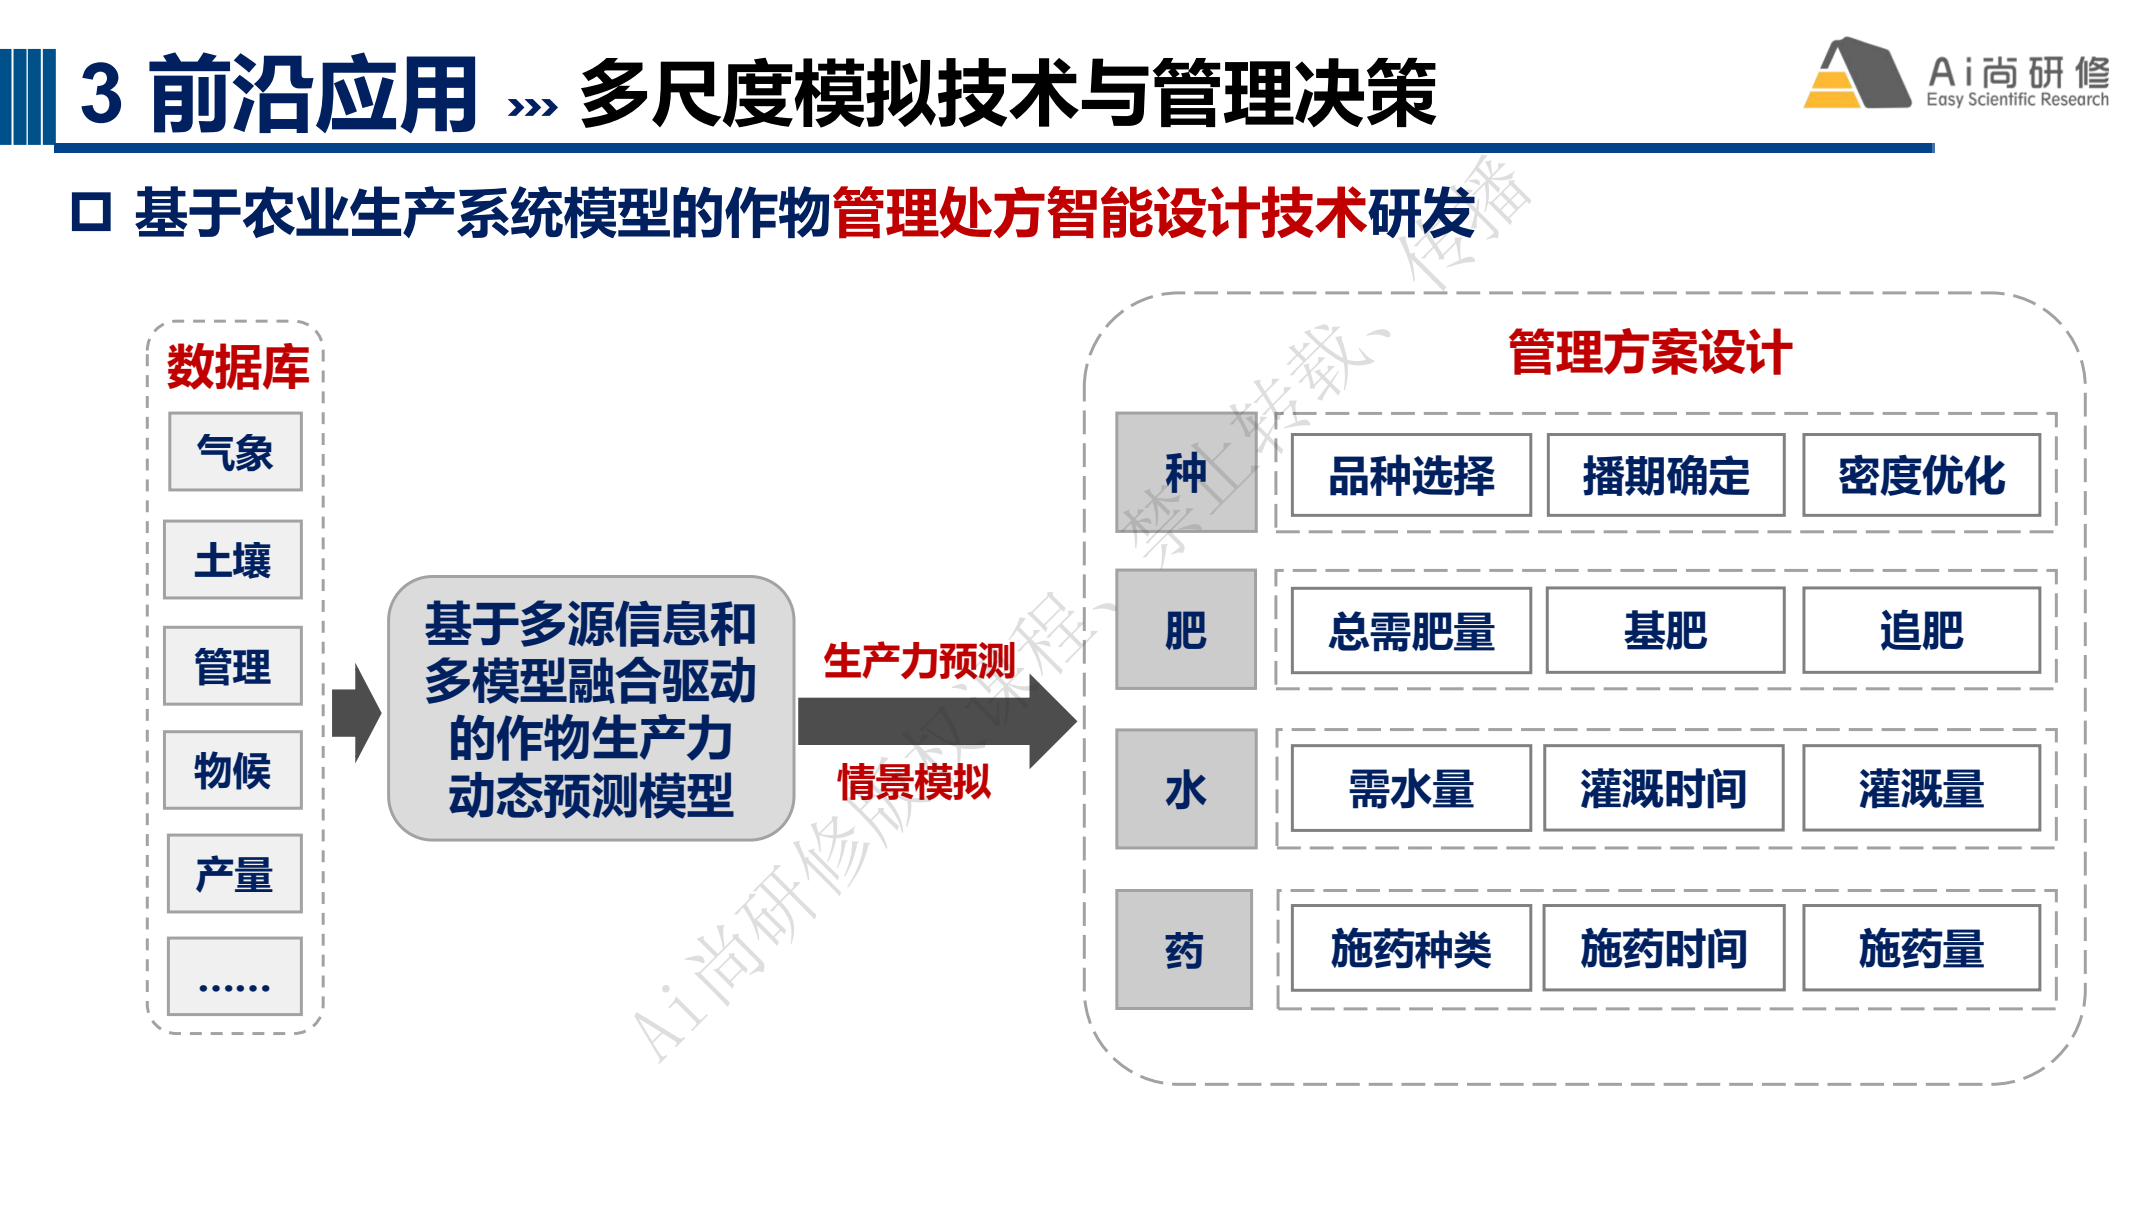 3 前沿应用 >>> 多尺度模拟技术与管理决策
Ai尚研修
Easy Scientific Research
基于农业生产系统模型的作物管理处方智能设计技术研发
数据库
气象
土壤
管理
物候
产量
......
基于多源信息和
多模型融合驱动
的作物生产力
动态预测模型
生产力预测
情景模拟
管理方案设计
种
品种选择
播期确定
密度优化
肥
总需肥量
基肥
追肥
水
需水量
灌溉时间
灌溉量
药
施药种类
施药时间
施药量
Ai尚研修版权课程、禁止转载、传播